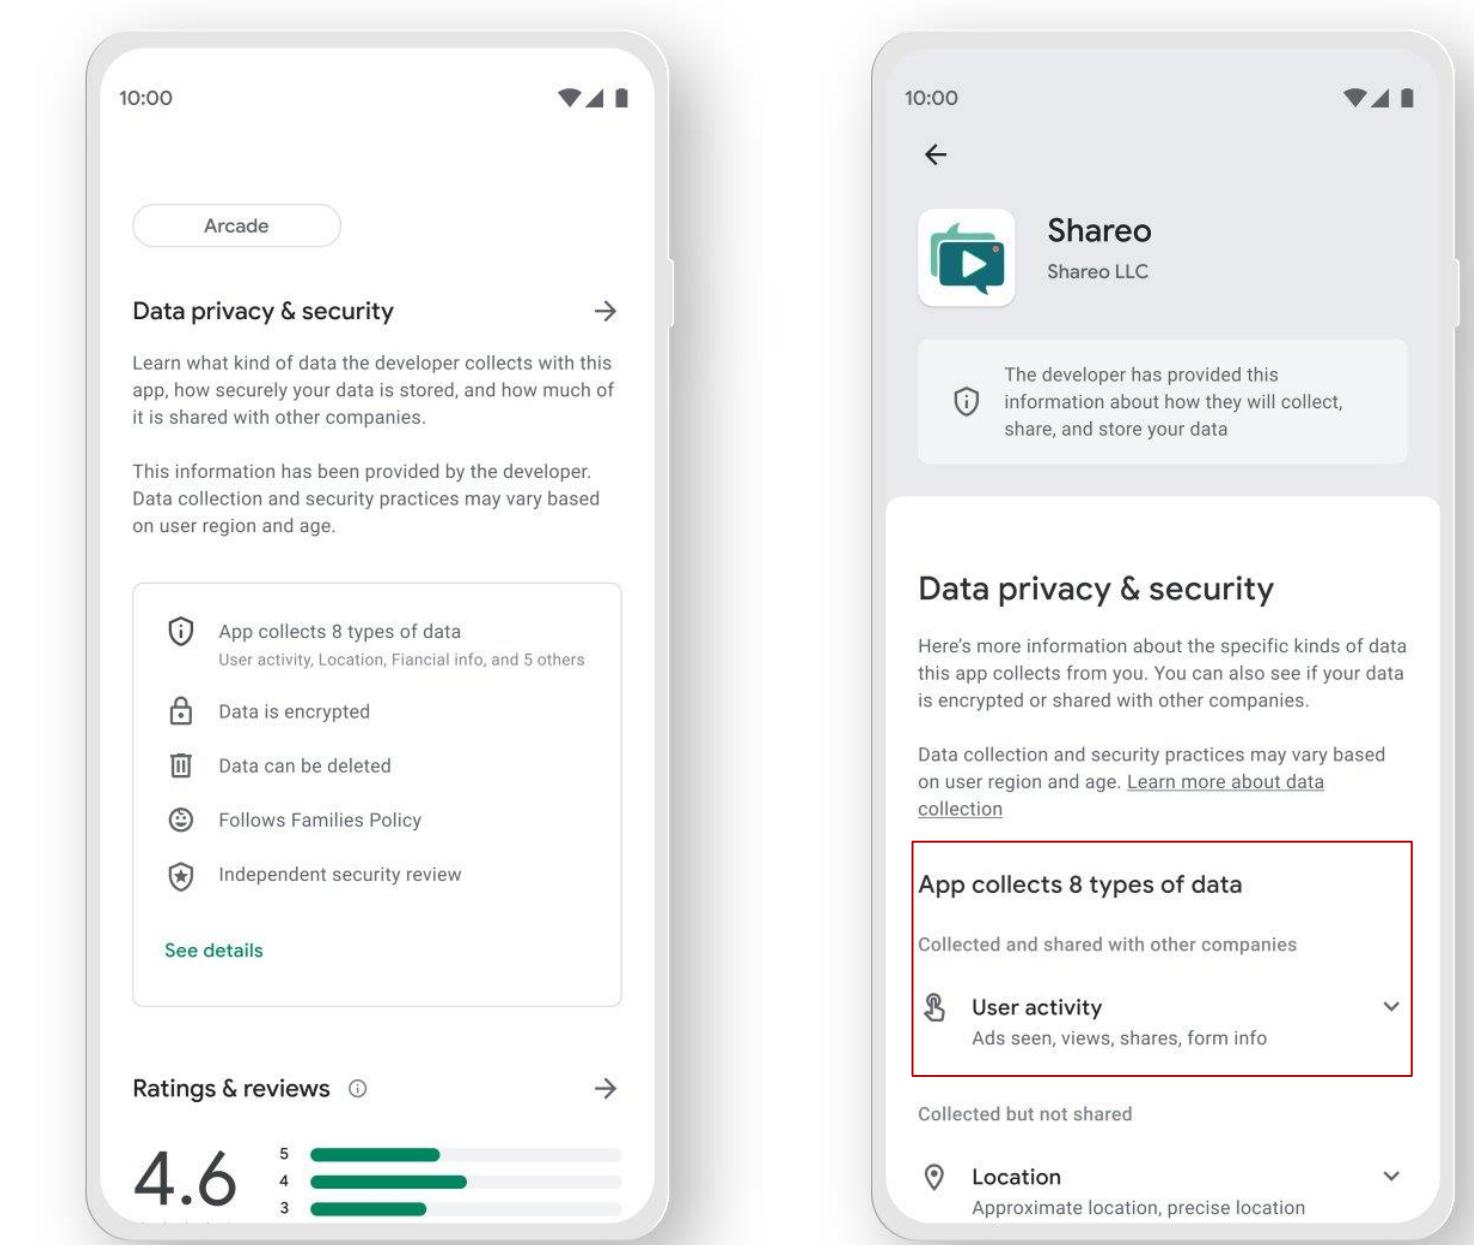 10:00
Arcade
Data privacy & security
Learn what kind of data the developer collects with this
app, how securely your data is stored, and how much of
it is shared with other companies.
This information has been provided by the developer.
Data collection and security practices may vary based
on user region and age.
App collects 8 types of data
User activity, Location, Fiancial info, and 5 others
Data is encrypted
Data can be deleted
Follows Families Policy
Independent security review
See details
Ratings & reviews
4.6
5
4
3
10:00
Shareo
Shareo LLC
The developer has provided this
information about how they will collect,
share, and store your data
Data privacy & security
Here's more information about the specific kinds of data
this app collects from you. You can also see if your data
is encrypted or shared with other companies.
Data collection and security practices may vary based
on user region and age. Learn more about data
collection
App collects 8 types of data
Collected and shared with other companies
User activity
Ads seen, views, shares, form info
Collected but not shared
Location
Approximate location, precise location